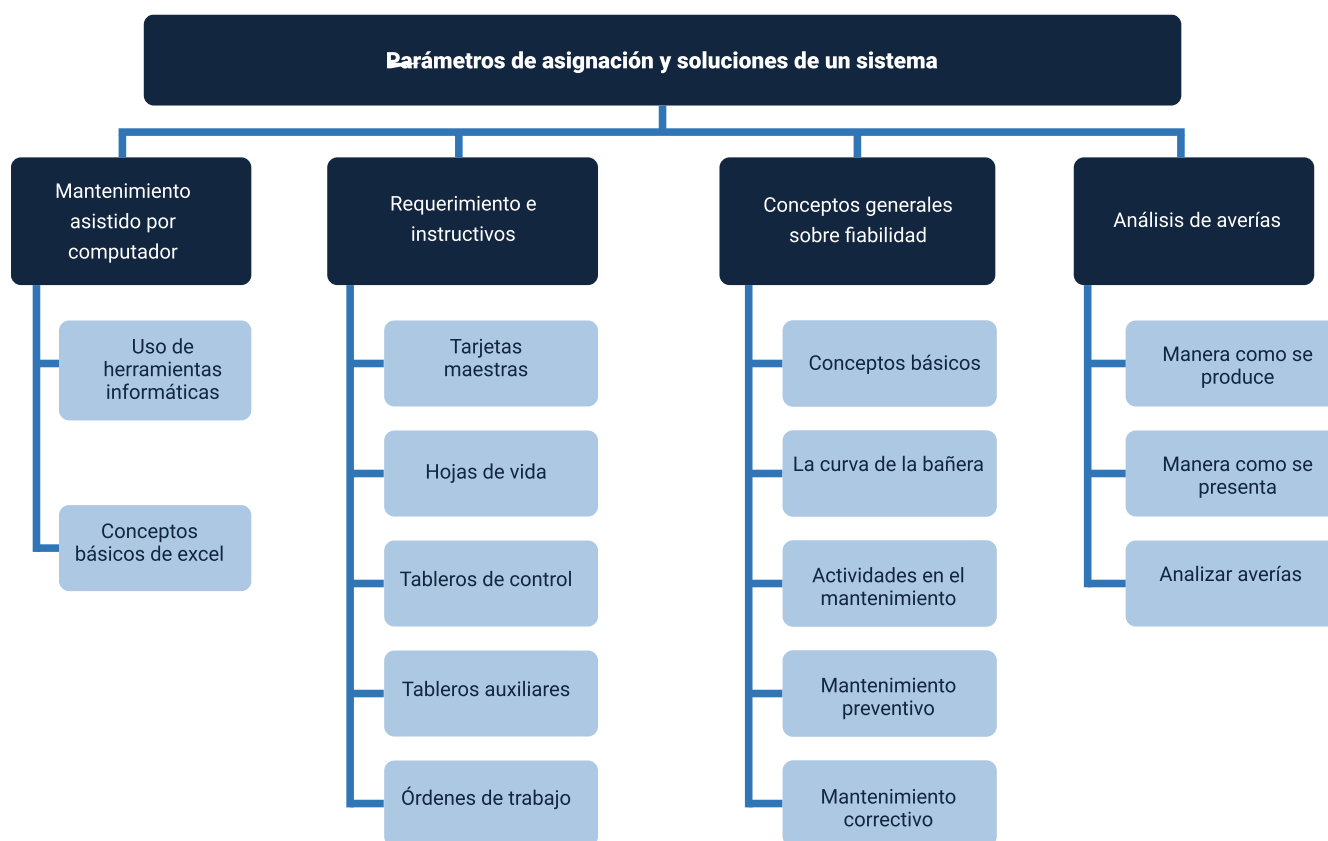 Parámetros de asignación y soluciones de un sistema
Mantenimiento
asistido por
computador
Uso de
herramientas
informáticas
Conceptos
básicos de excel
Requerimiento e
instructivos
Tarjetas
maestras
Hojas de vida
Tableros de control
Tableros auxiliares
Órdenes de trabajo
Conceptos generales
sobre fiabilidad
Conceptos básicos
La curva de la bañera
Actividades en el
mantenimiento
Mantenimiento
preventivo
Mantenimiento
correctivo
Análisis de averías
Manera como se
produce
Manera como se
presenta
Analizar averías